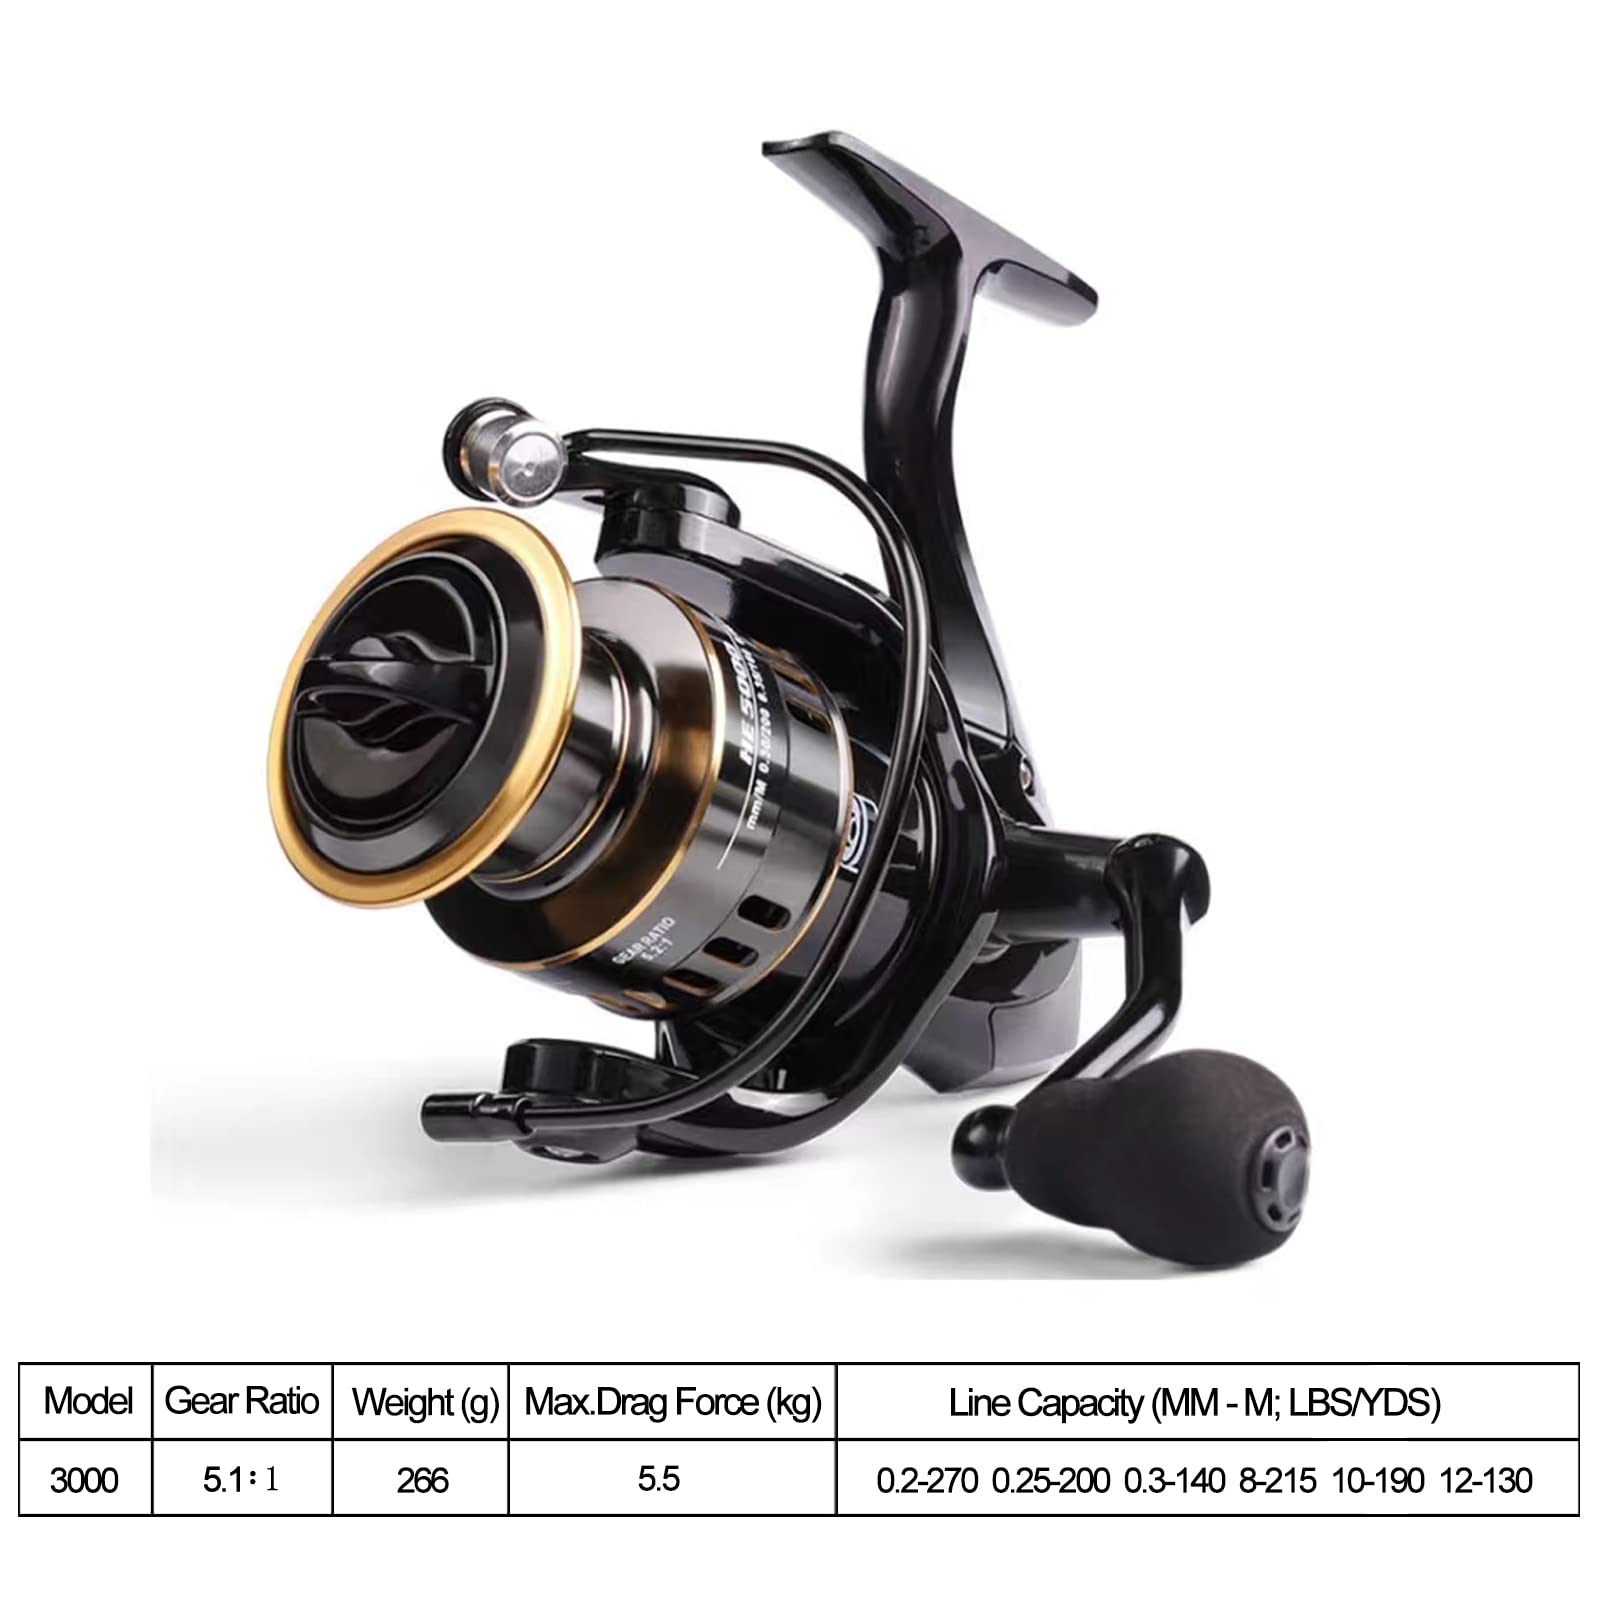 HE5000
mm/M 0.30/200
GEAR RATIO
5.2:1
Model Gear Ratio Weight (g) Max.Drag Force (kg) Line Capacity (MM - M; LBS/YDS)
3000 5.1:1 266 5.5 0.2-270 0.25-200 0.3-140 8-215 10-190 12-130